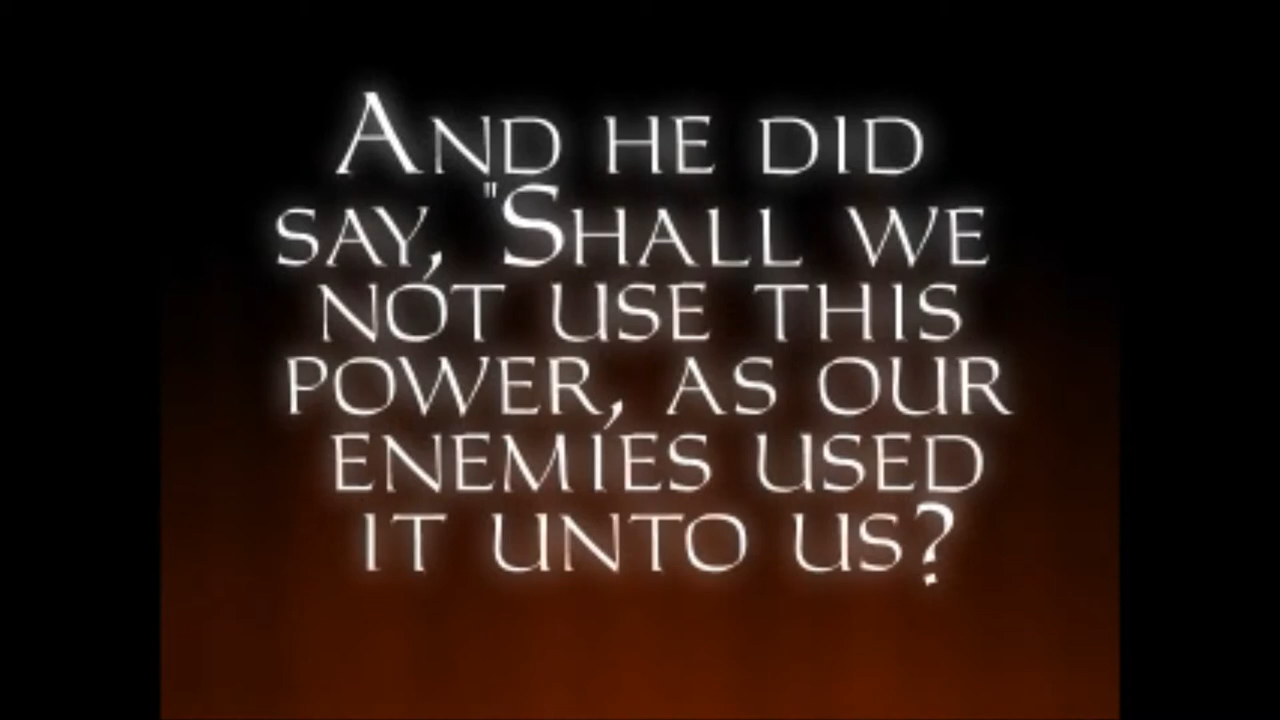 And he did
say, "Shall we
not use this
power, as our
enemies used
it unto us?